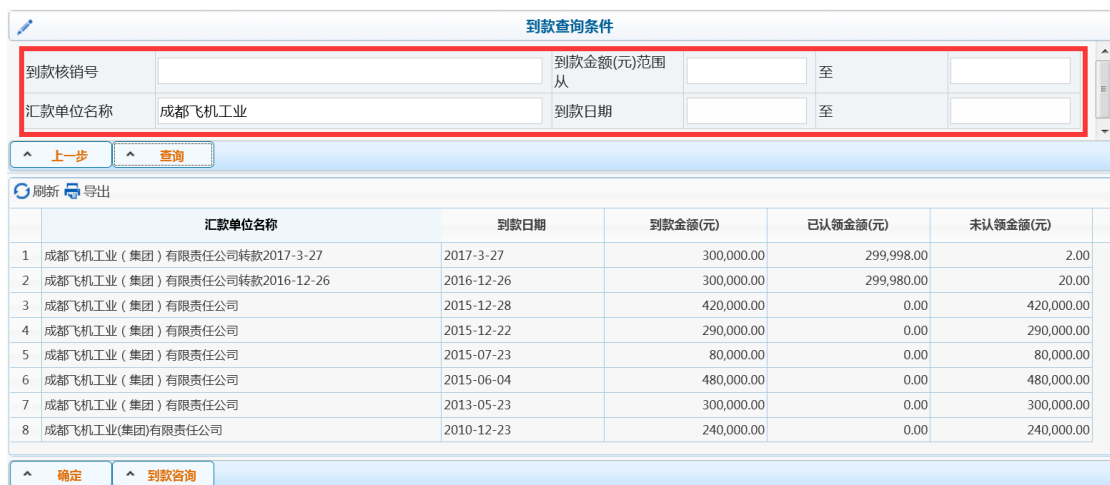 到款查询条件
到款核销号 到款金额(元)范围从 至
汇款单位名称 成都飞机工业 到款日期 至
上一步 查询
刷新 导出
汇款单位名称 到款日期 到款金额(元) 已认领金额(元) 未认领金额(元)
1 成都飞机工业（集团）有限责任公司转款2017-3-27 2017-3-27 300,000.00 299,998.00 2.00
2 成都飞机工业（集团）有限责任公司转款2016-12-26 2016-12-26 300,000.00 299,980.00 20.00
3 成都飞机工业（集团）有限责任公司 2015-12-28 420,000.00 0.00 420,000.00
4 成都飞机工业（集团）有限责任公司 2015-12-22 290,000.00 0.00 290,000.00
5 成都飞机工业（集团）有限责任公司 2015-07-23 80,000.00 0.00 80,000.00
6 成都飞机工业（集团）有限责任公司 2015-06-04 480,000.00 0.00 480,000.00
7 成都飞机工业（集团）有限责任公司 2013-05-23 300,000.00 0.00 300,000.00
8 成都飞机工业(集团)有限责任公司 2010-12-23 240,000.00 0.00 240,000.00
确定 到款咨询